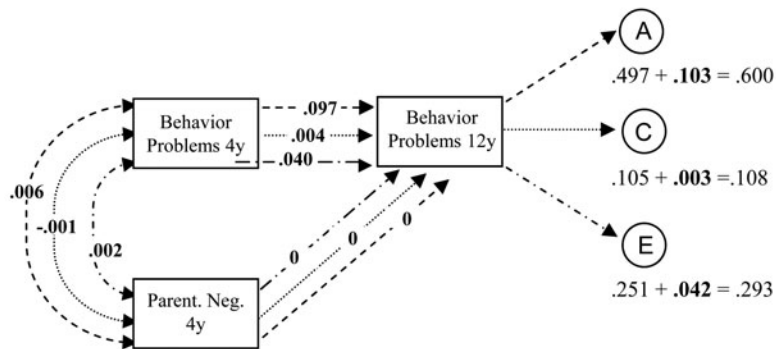 A
.497 + .103 = .600
.097
Behavior
Problems 4y
.004
.040
Behavior
Problems 12y
C
.105 + .003 = .108
.006
-.001
.002
0
0
0
E
.251 + .042 = .293
Parent. Neg.
4y